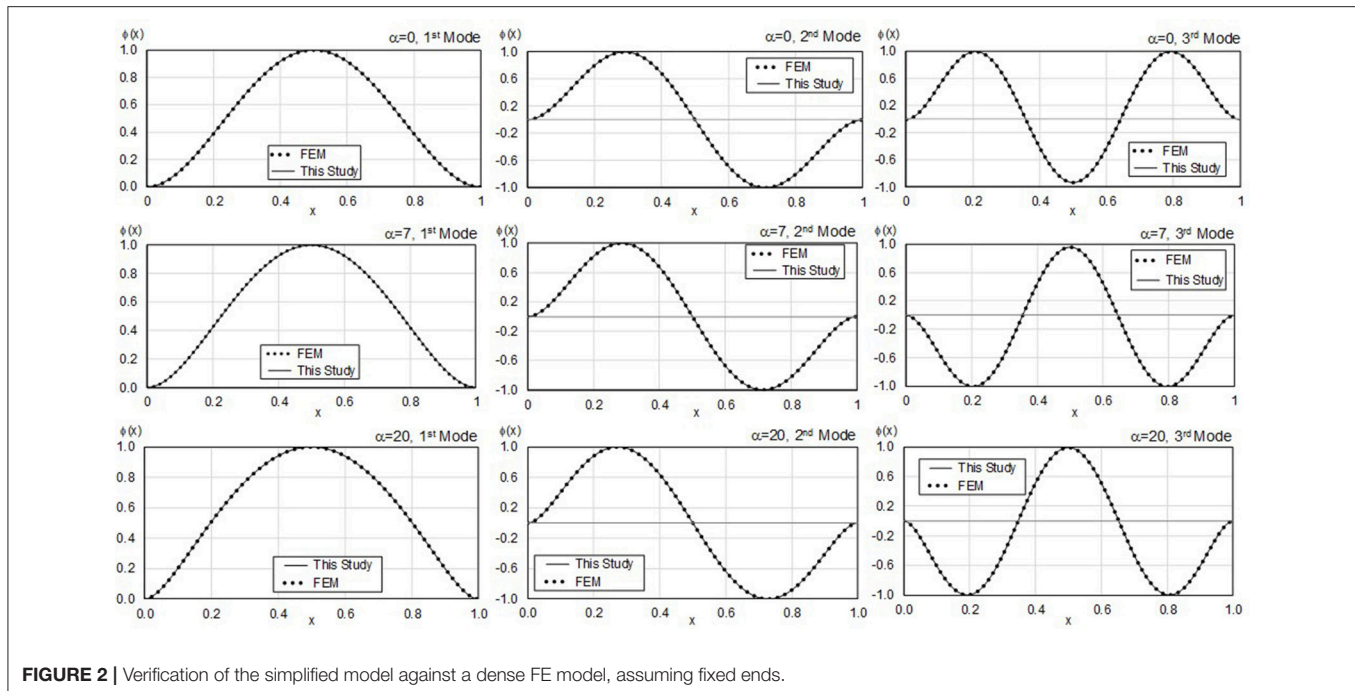 ϕ(x)
α=0, 1st Mode
1.0
0.8
0.6
0.4
0.2
0.0
FEM
This Study
0 0.2 0.4 0.6 0.8 1
x
ϕ(x)
α=0, 2nd Mode
1.0
0.6
0.2
-0.2
-0.6
-1.0
FEM
This Study
0 0.2 0.4 0.6 0.8 1
x
ϕ(x)
α=0, 3rd Mode
1.0
0.6
0.2
-0.2
-0.6
-1.0
FEM
This Study
0 0.2 0.4 0.6 0.8 1
x
ϕ(x)
α=7, 1st Mode
1.0
0.8
0.6
0.4
0.2
0.0
FEM
This Study
0 0.2 0.4 0.6 0.8 1
x
ϕ(x)
α=7, 2nd Mode
1.0
0.6
0.2
-0.2
-0.6
-1.0
FEM
This Study
0 0.2 0.4 0.6 0.8 1
x
ϕ(x)
α=7, 3rd Mode
1.0
0.6
0.2
-0.2
-0.6
-1.0
FEM
This Study
0 0.2 0.4 0.6 0.8 1
x
ϕ(x)
α=20, 1st Mode
1.0
0.8
0.6
0.4
0.2
0.0
This Study
FEM
0.0 0.2 0.4 0.6 0.8 1.0
x
ϕ(x)
α=20, 2nd Mode
1.0
0.6
0.2
-0.2
-0.6
-1.0
This Study
FEM
0.0 0.2 0.4 0.6 0.8 1.0
x
ϕ(x)
α=20, 3rd Mode
1.0
0.6
0.2
-0.2
-0.6
-1.0
This Study
FEM
0.0 0.2 0.4 0.6 0.8 1.0
x
FIGURE 2 | Verification of the simplified model against a dense FE model, assuming fixed ends.